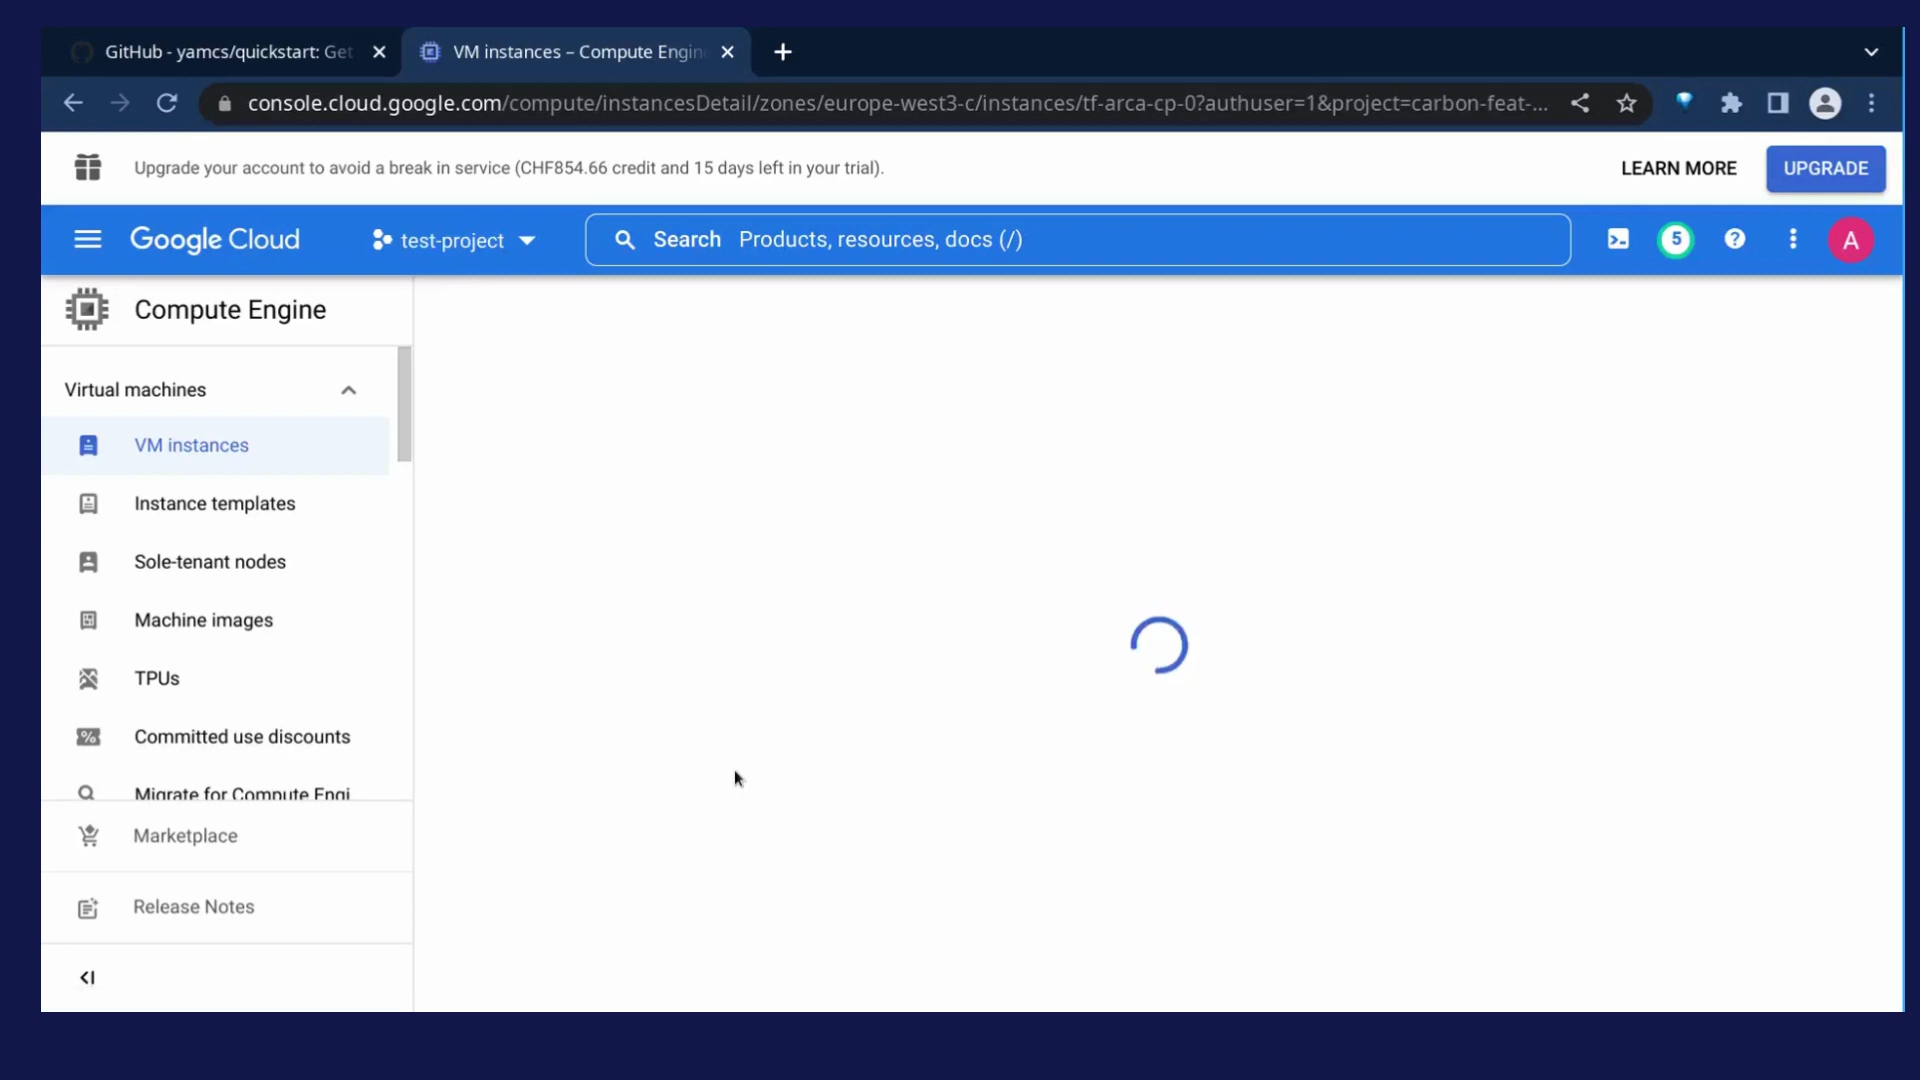 GitHub - yamcs/quickstart: Get
VM instances – Compute Engin
console.cloud.google.com/compute/instancesDetail/zones/europe-west3-c/instances/tf-arca-cp-0?authuser=1&project=carbon-feat-...
Upgrade your account to avoid a break in service (CHF854.66 credit and 15 days left in your trial).
LEARN MORE
UPGRADE
Google Cloud
test-project
Search Products, resources, docs (/)
5
?
A
Compute Engine
Virtual machines
VM instances
Instance templates
Sole-tenant nodes
Machine images
TPUs
Committed use discounts
Migrate for Compute Engi
Marketplace
Release Notes